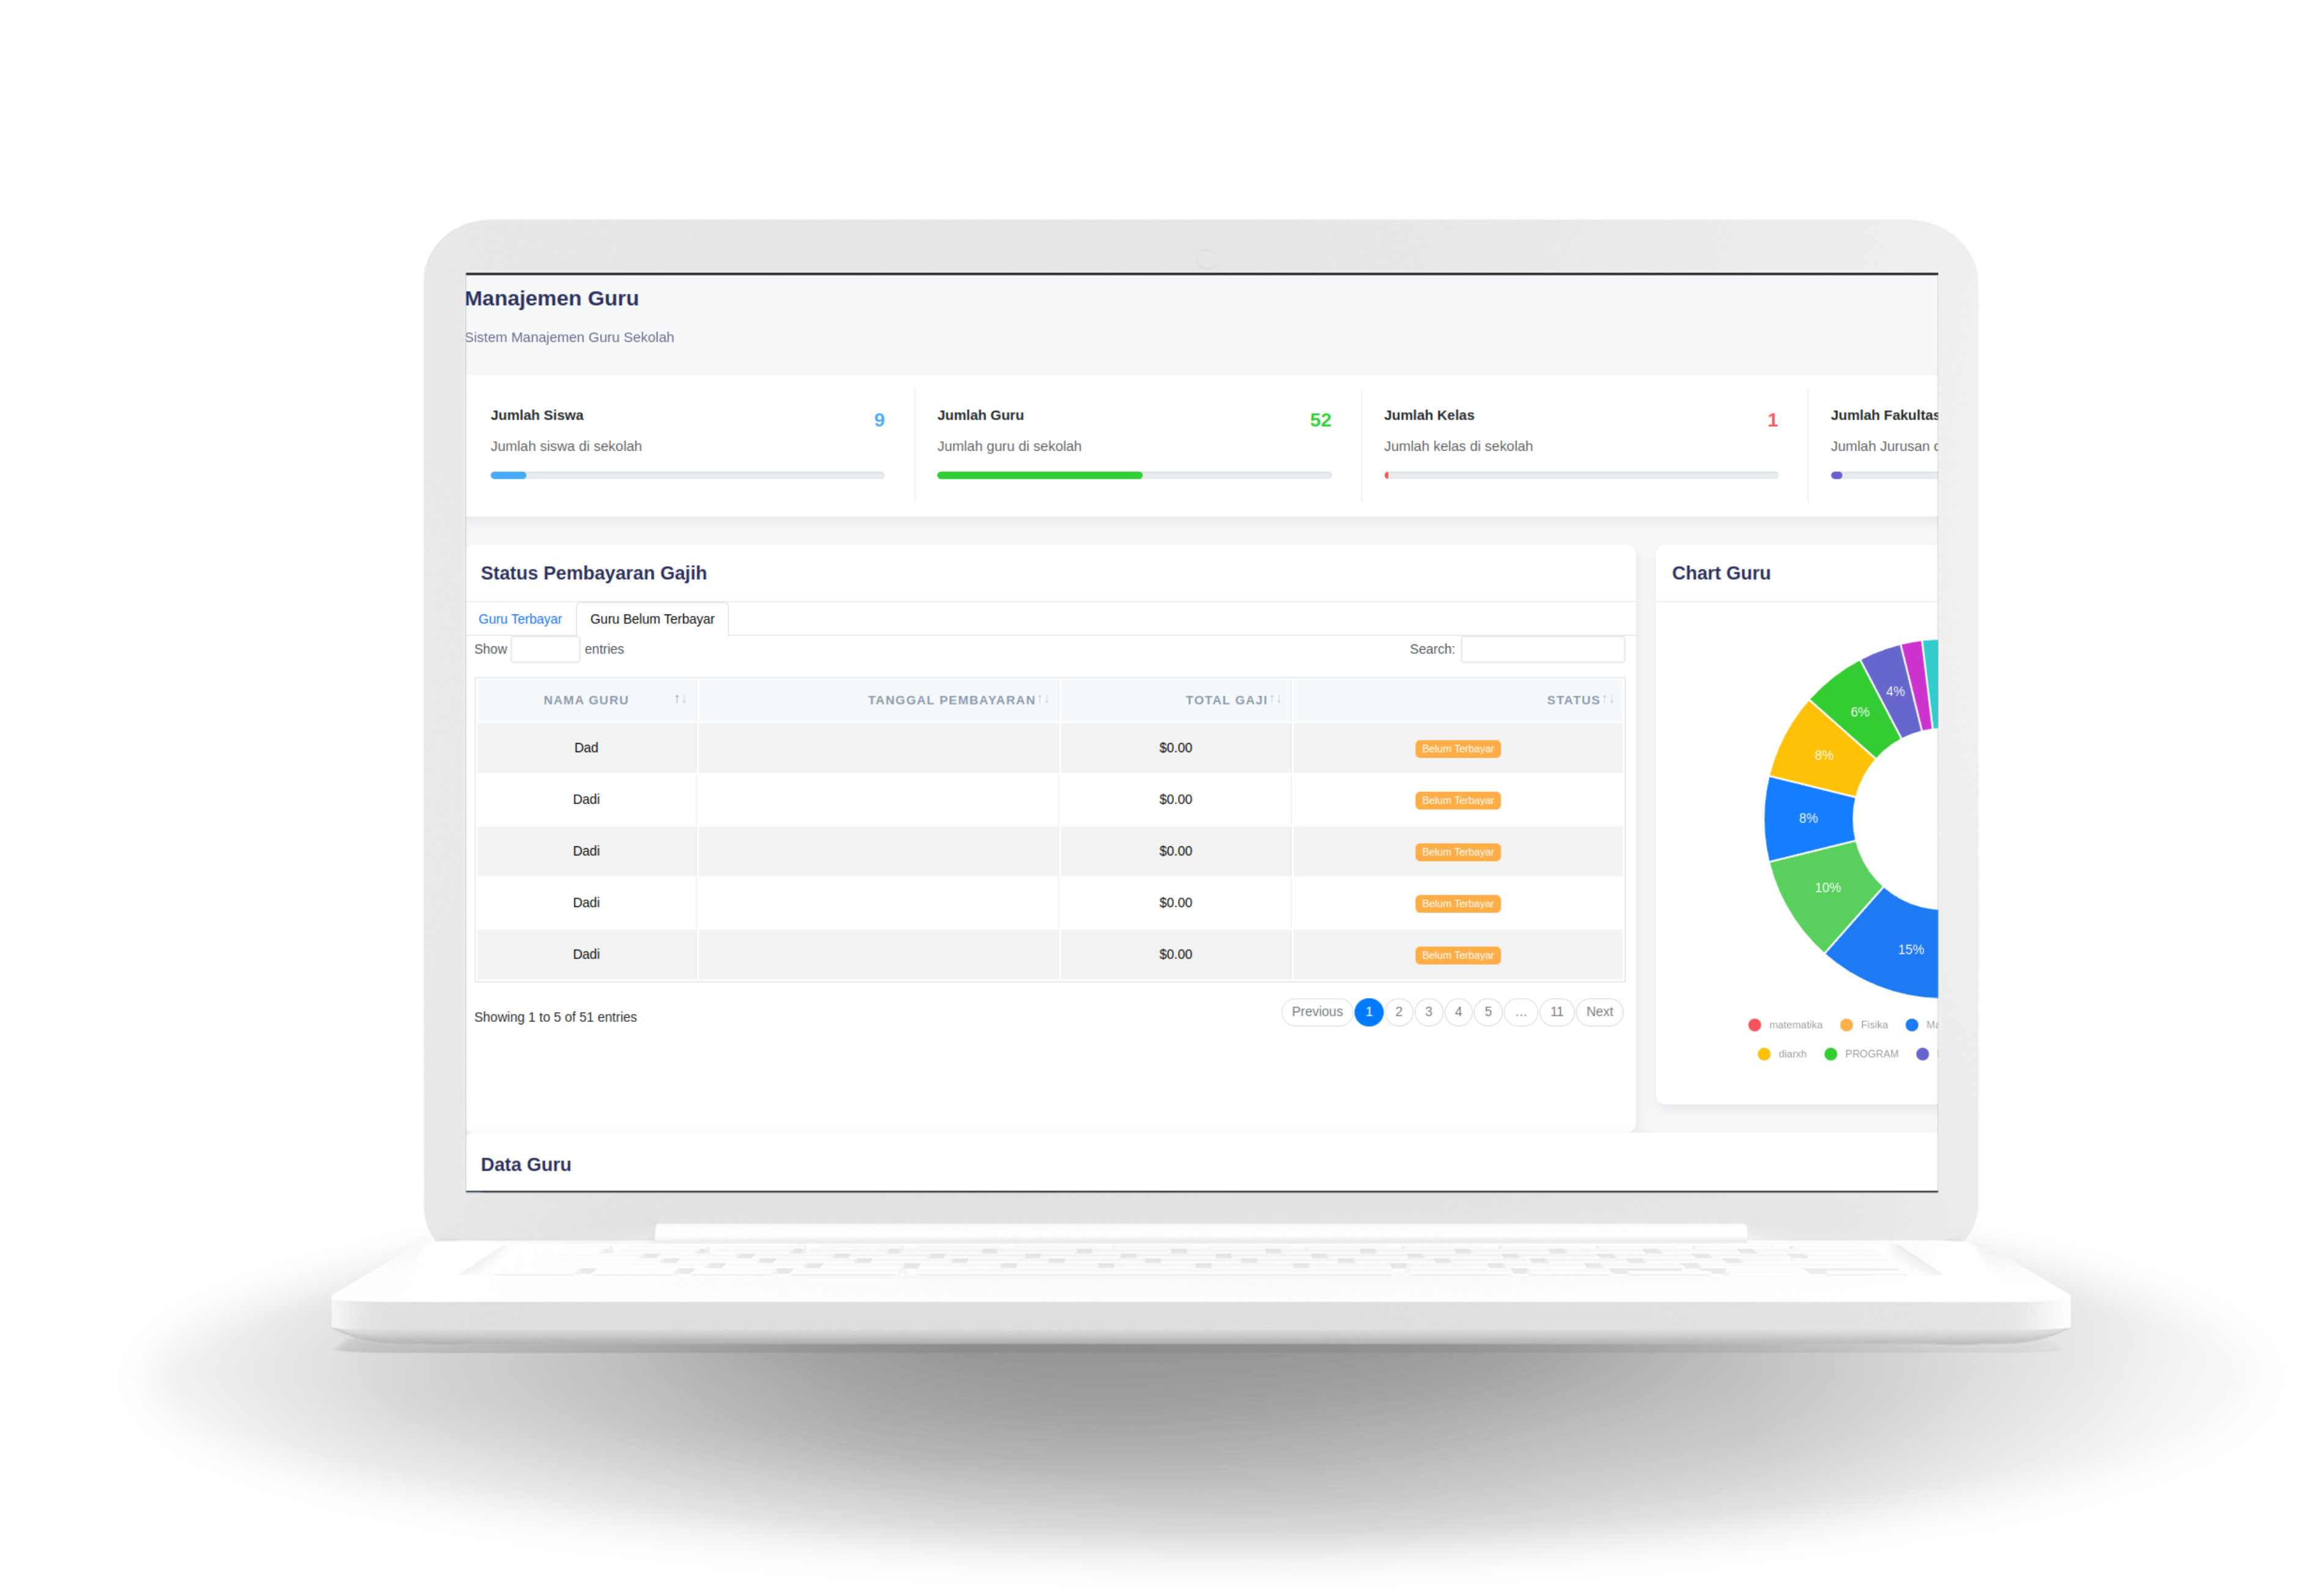 Manajemen Guru
Sistem Manajemen Guru Sekolah
Jumlah Siswa 9
Jumlah siswa di sekolah
Jumlah Guru 52
Jumlah guru di sekolah
Jumlah Kelas 1
Jumlah kelas di sekolah
Jumlah Fakultas
Jumlah Jurusan
Status Pembayaran Gajih
Guru Terbayar Guru Belum Terbayar
Show entries Search:
NAMA GURU ↑↓ TANGGAL PEMBAYARAN ↑↓ TOTAL GAJI ↑↓ STATUS ↑↓
Dad $0.00 Belum Terbayar
Dadi $0.00 Belum Terbayar
Dadi $0.00 Belum Terbayar
Dadi $0.00 Belum Terbayar
Dadi $0.00 Belum Terbayar
Showing 1 to 5 of 51 entries
Previous 1 2 3 4 5 … 11 Next
Chart Guru
4%
6%
8%
8%
10%
15%
matematika Fisika
diarxh PROGRAM
Data Guru